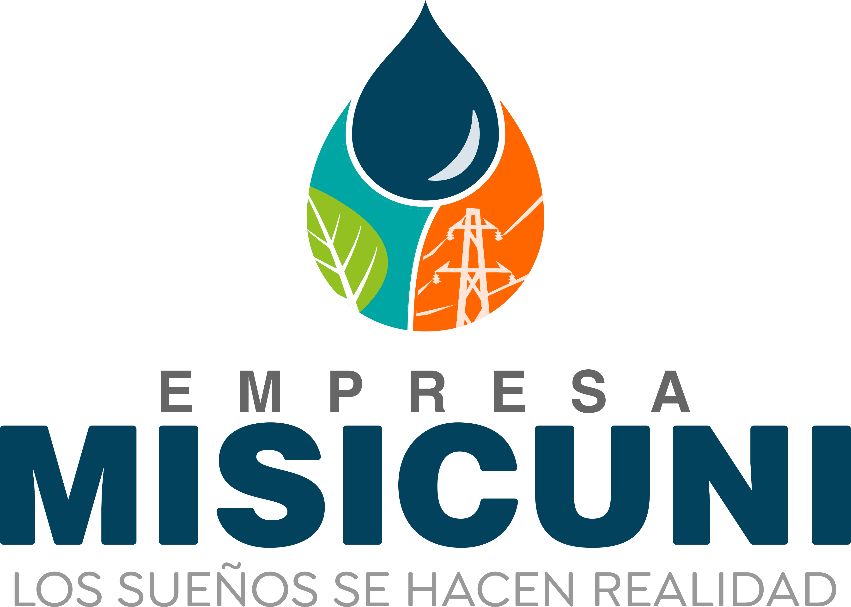 EMPRESA
MISICUNI
LOS SUEÑOS SE HACEN REALIDAD